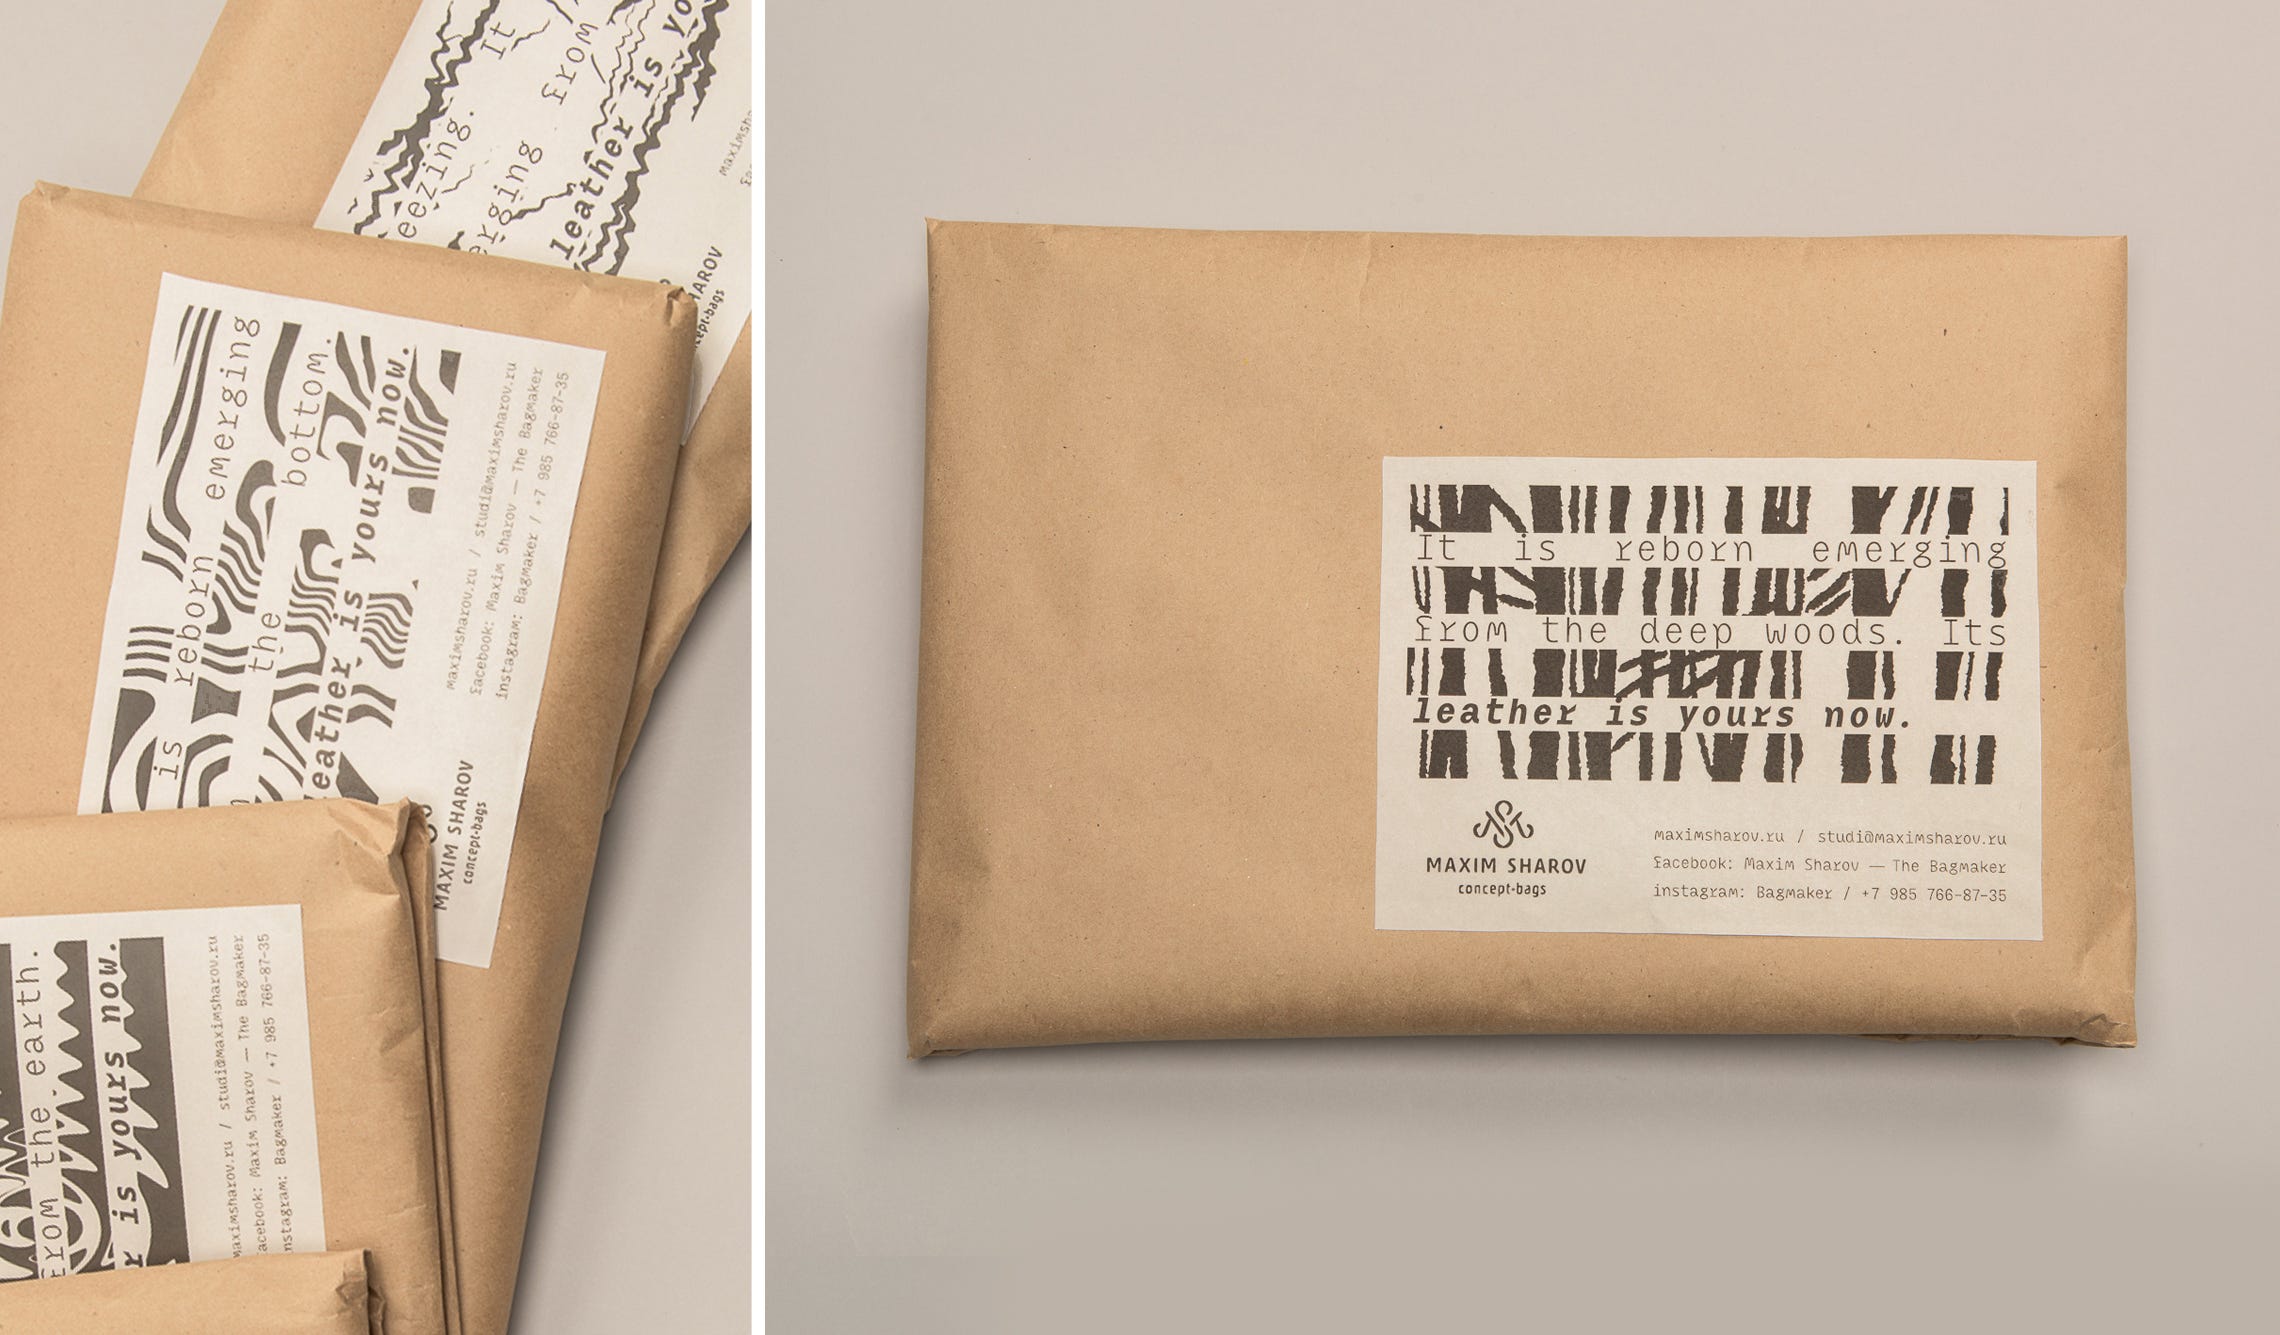 It
eezing.
erging from
leather is yo
maximsh
SHAROV
concept-bags
is reborn emerging
the bottom.
leather is yours now.
maximsharov.ru / studi@maximsharov.ru
facebook: Maxim Sharov — The Bagmaker
instagram: Bagmaker / +7 985 766-87-35
MAXIM SHAROV
concept-bags
from the earth.
r is yours now.
maximsharov.ru / studi@maximsharov.ru
acebook: Maxim Sharov — The Bagmaker
nstagram: Bagmaker / +7 985 766-87-35
It is reborn emerging
from the deep woods. Its
leather is yours now.
MAXIM SHAROV
concept-bags
maximsharov.ru / studi@maximsharov.ru
facebook: Maxim Sharov — The Bagmaker
instagram: Bagmaker / +7 985 766-87-35